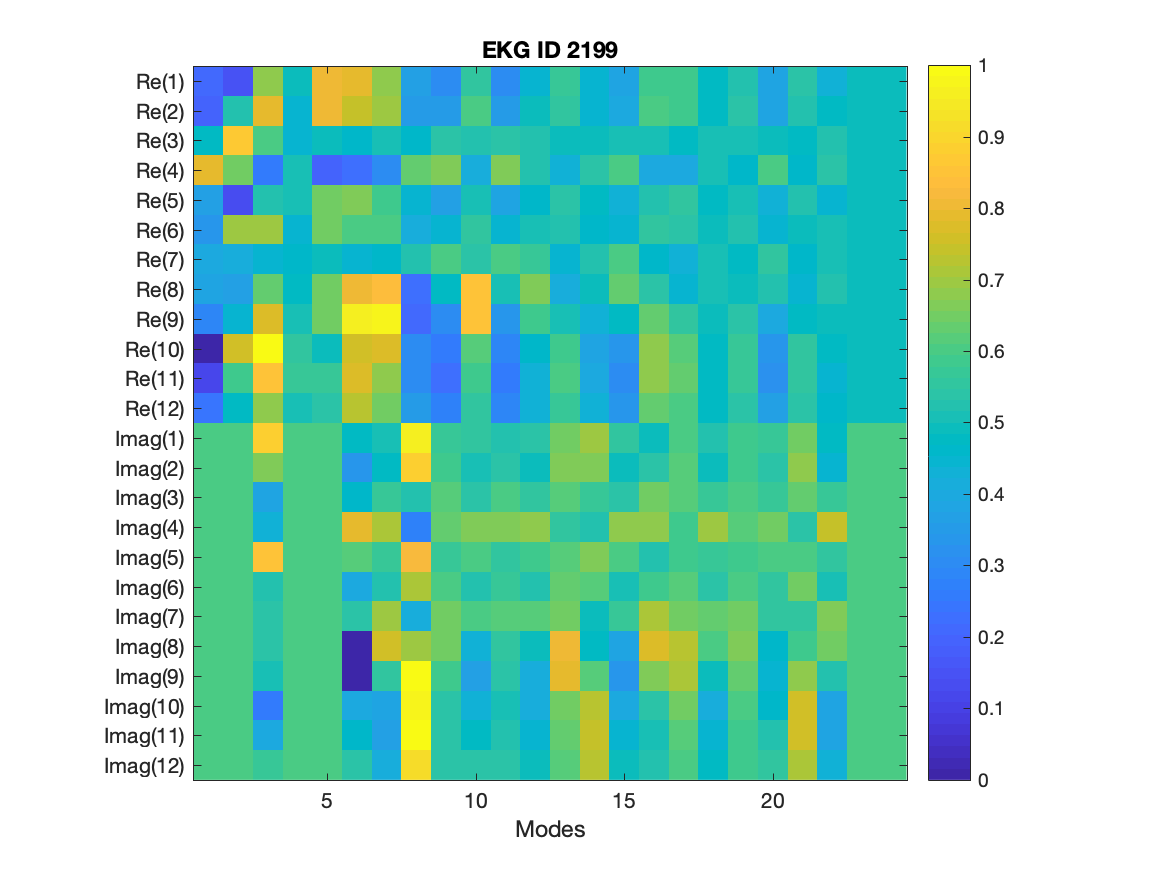 EKG ID 2199
Re(1)
Re(2)
Re(3)
Re(4)
Re(5)
Re(6)
Re(7)
Re(8)
Re(9)
Re(10)
Re(11)
Re(12)
Imag(1)
Imag(2)
Imag(3)
Imag(4)
Imag(5)
Imag(6)
Imag(7)
Imag(8)
Imag(9)
Imag(10)
Imag(11)
Imag(12)
5 10 15 20
Modes
1
0.9
0.8
0.7
0.6
0.5
0.4
0.3
0.2
0.1
0